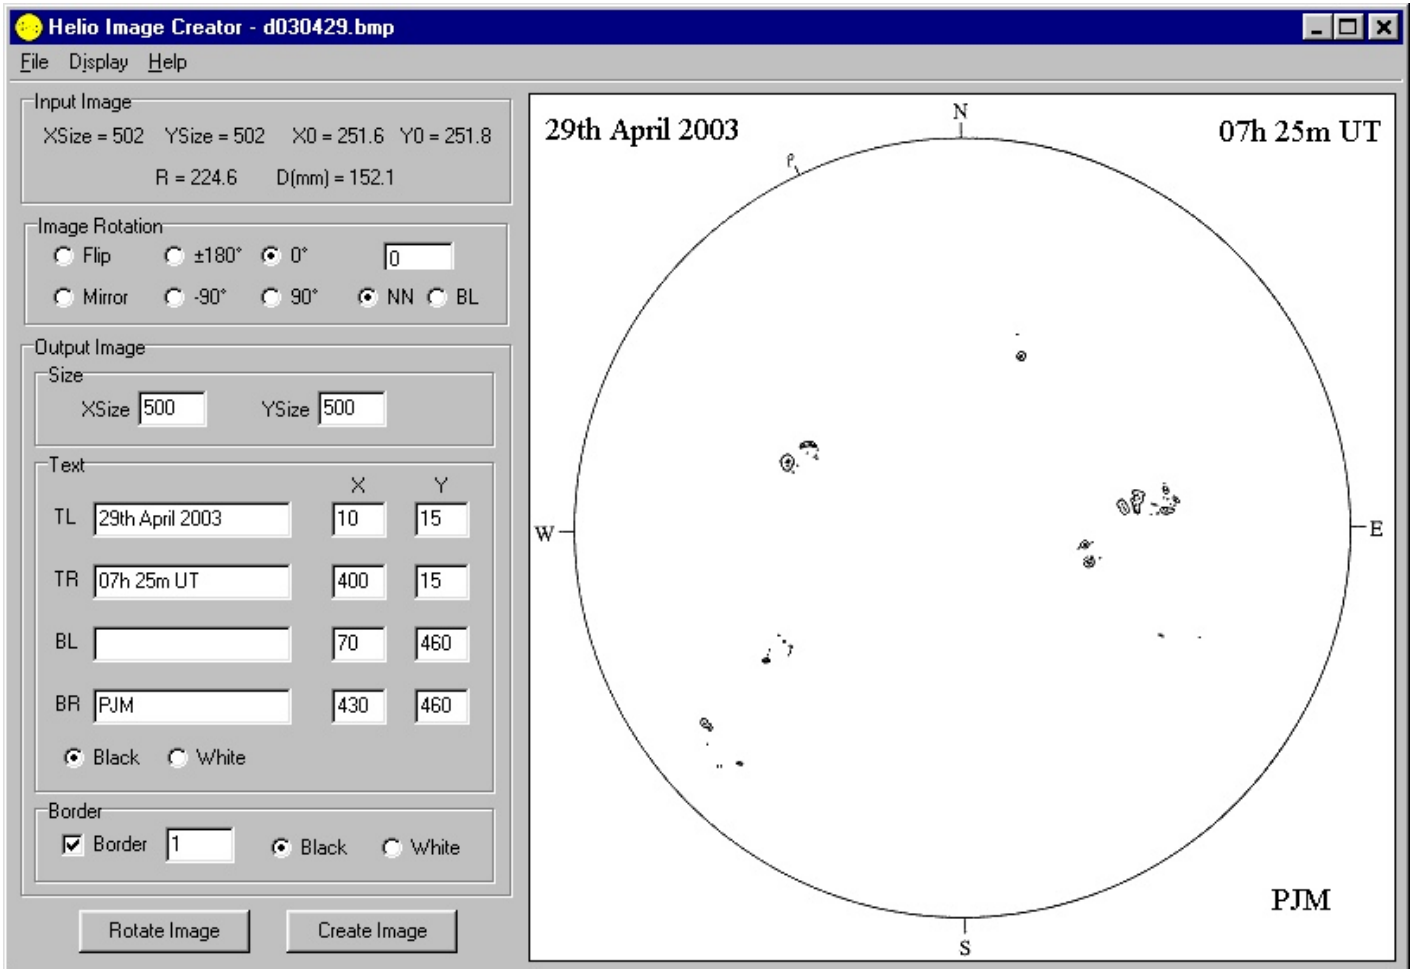 Helio Image Creator - d030429.bmp
File Display Help
Input Image
XSize = 502 YSize = 502 X0 = 251.6 Y0 = 251.8
R = 224.6 D(mm) = 152.1
Image Rotation
Flip ±180° 0° 0
Mirror -90° 90° NN BL
Output Image
Size
XSize 500 YSize 500
Text
X Y
TL 29th April 2003 10 15
TR 07h 25m UT 400 15
BL 70 460
BR PJM 430 460
Black White
Border
Border 1 Black White
Rotate Image Create Image
29th April 2003 N 07h 25m UT
P
W E
PJM
S